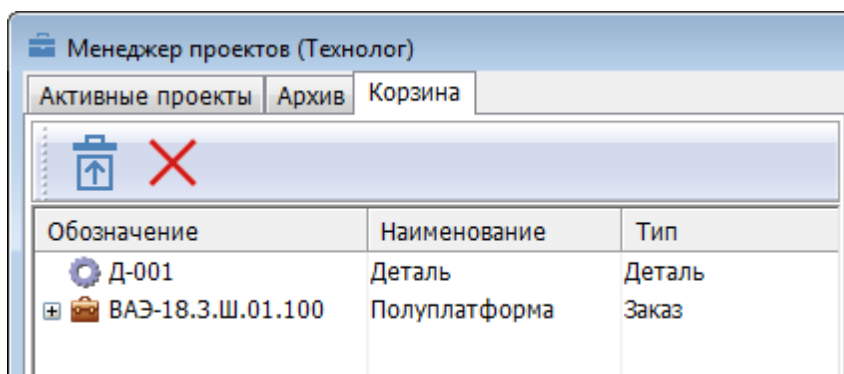 Менеджер проектов (Технолог)
Активные проекты Архив Корзина
Обозначение Наименование Тип
Д-001 Деталь Деталь
ВАЭ-18.3.Ш.01.100 Полуплатформа Заказ